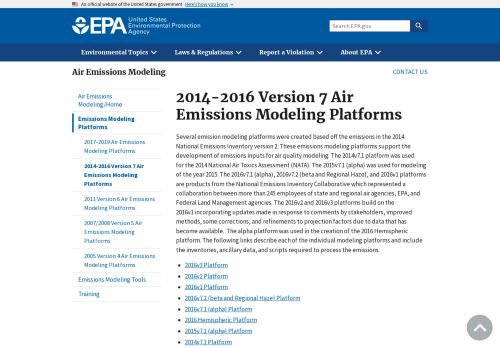 An official website of the United States government Here's how you know
EPA United States
Environmental Protection
Agency
Search EPA.gov
Environmental Topics Laws & Regulations Report a Violation About EPA
Air Emissions Modeling
CONTACT US
Air Emissions
Modeling/Home
Emissions Modeling
Platforms
2017-2019 Air Emissions
Modeling Platforms
2014-2016 Version 7 Air
Emissions Modeling
Platforms
2011 Version 6 Air Emissions
Modeling Platforms
2007/2008 Version 5 Air
Emissions Modeling
Platforms
2005 Version 4 Air Emissions
Modeling Platforms
Emissions Modeling Tools
Training
2014-2016 Version 7 Air
Emissions Modeling Platforms
Several emission modeling platforms were created based off the emissions in the 2014
National Emissions Inventory version 2. These emissions modeling platforms support the
development of emissions inputs for air quality modeling. The 2014v7.1 platform was used
for the 2014 National Air Toxics Assessment (NATA). The 2015v7.1 (alpha) was used for modeling
of the year 2015. The 2016v7.1 (alpha), 2016v7.2 (beta and Regional Haze), and 2016v1 platforms
are products from the National Emissions Inventory Collaborative which represented a
collaboration between more than 245 employees of state and regional air agencies, EPA, and
Federal Land Management agencies. The 2016v2 and 2016v3 platforms build on the
2016v1 incorporating updates made in response to comments by stakeholders, improved
methods, some corrections, and refinements to projection factors due to data that has
become available. The alpha platform was used in the creation of the 2016 Hemispheric
platform. The following links describe each of the individual modeling platforms and include
the inventories, ancillary data, and scripts required to process the emissions.
2016v3 Platform
2016v2 Platform
2016v1 Platform
2016v7.2 (beta and Regional Haze) Platform
2016v7.1 (alpha) Platform
2016 Hemispheric Platform
2015v7.1 (alpha) Platform
2014v7.1 Platform